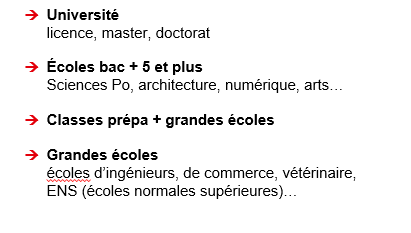 → Université
licence, master, doctorat
→ Écoles bac + 5 et plus
Sciences Po, architecture, numérique, arts…
→ Classes prépa + grandes écoles
→ Grandes écoles
écoles d’ingénieurs, de commerce, vétérinaire,
ENS (écoles normales supérieures)…